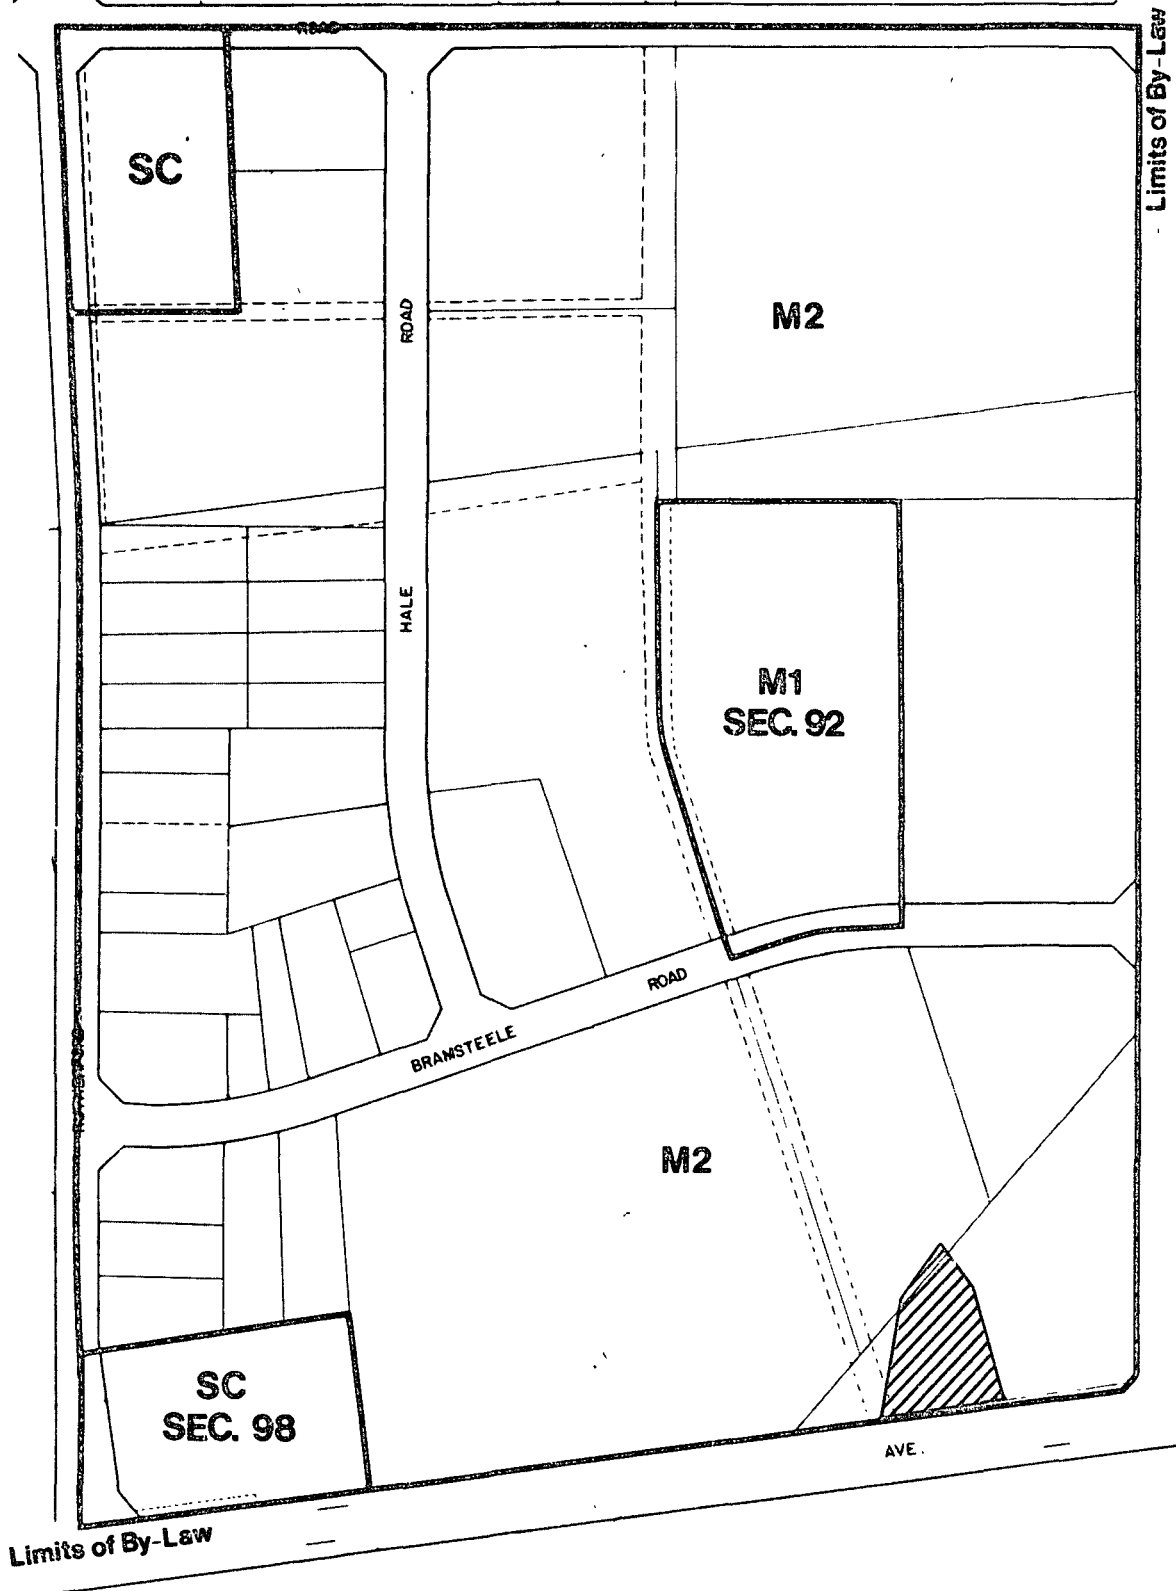 ROAD
Limits of By-Law
SC
ROAD
M2
HALE
M1
SEC. 92
ROAD
BRAMSTEELE
M2
SC
SEC. 98
AVE.
Limits of By-Law